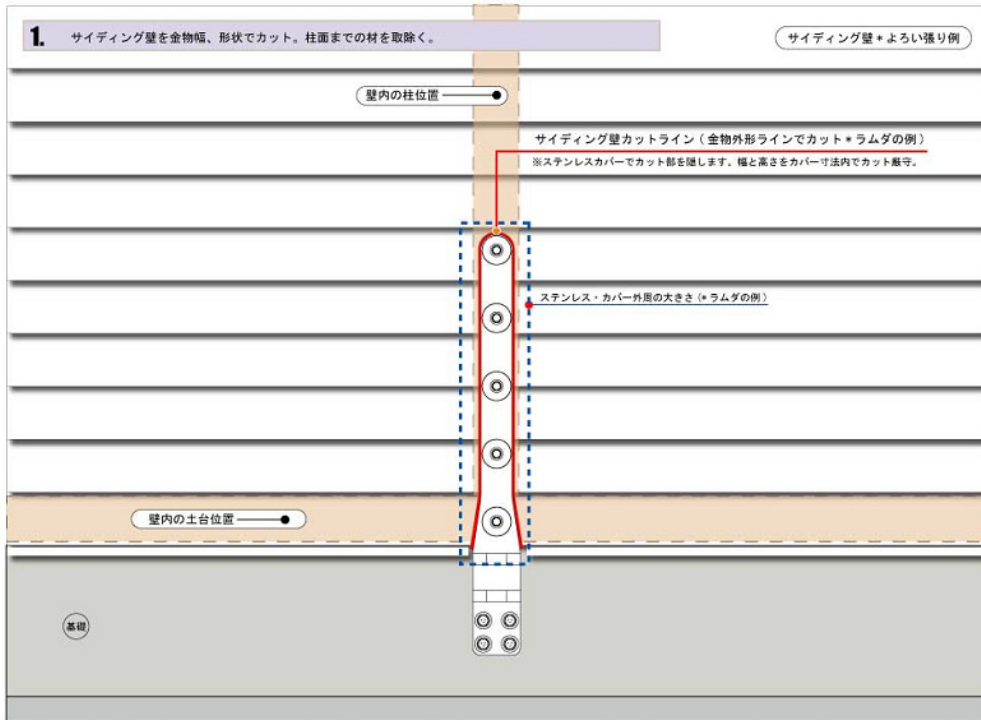 1. サイディング壁を金物幅、形状でカット。柱面までの材を取除く。
サイディング壁*よろい張り例
壁内の柱位置
サイディング壁カットライン（金物外形ラインでカット*ラムダの例）
※ステンレスカバーでカット部を隠します。幅と高さをカバー寸法内でカット厳守。
ステンレス・カバー外周の大きさ（*ラムダの例）
壁内の土台位置
基礎